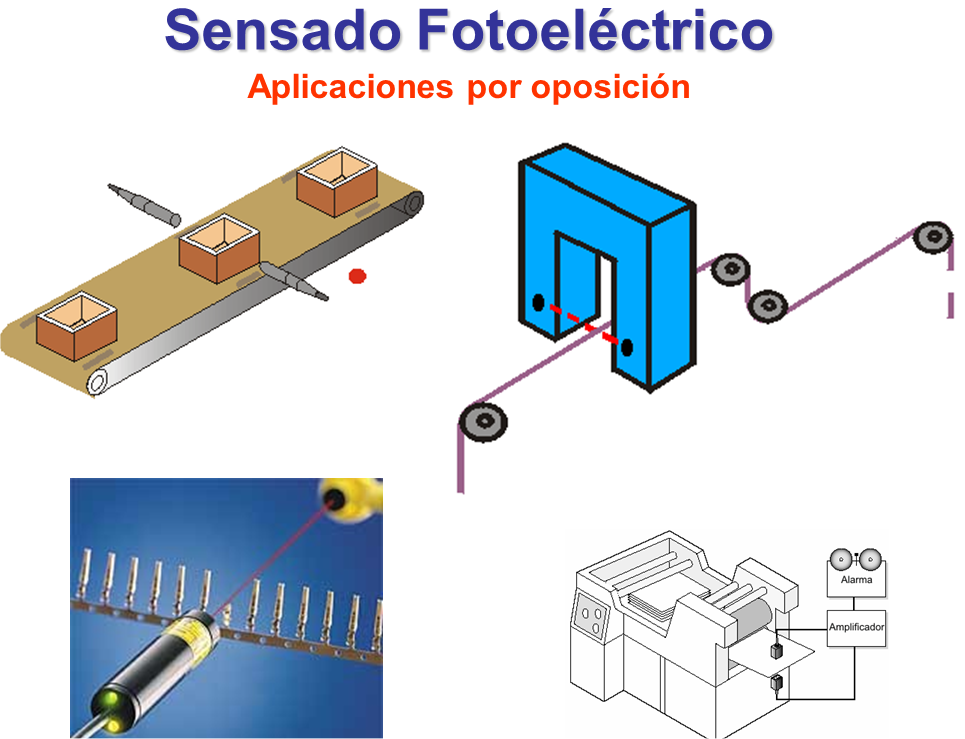 Sensado Fotoeléctrico
Aplicaciones por oposición
Alarma
Amplificador